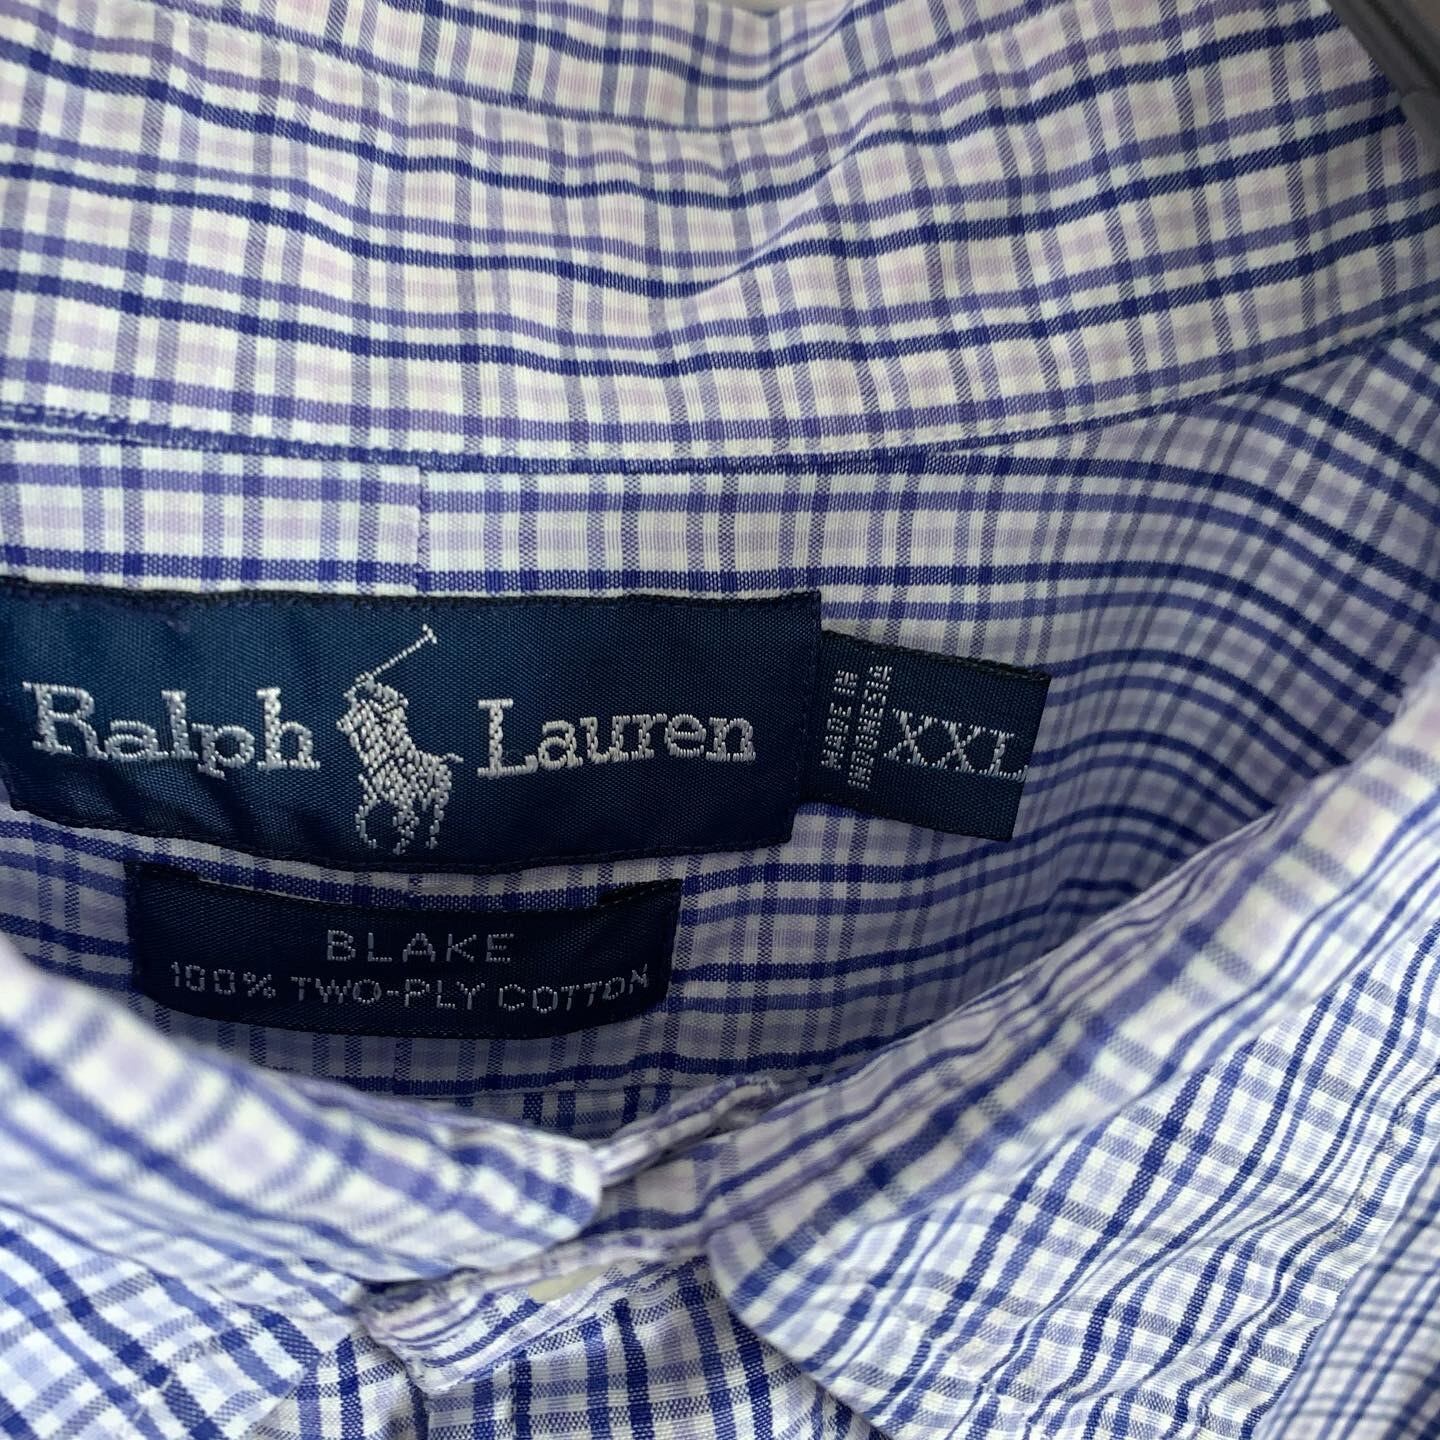 Ralph Lauren
MADE IN
INDONESIA
XXL
BLAKE
100% TWO-PLY COTTON